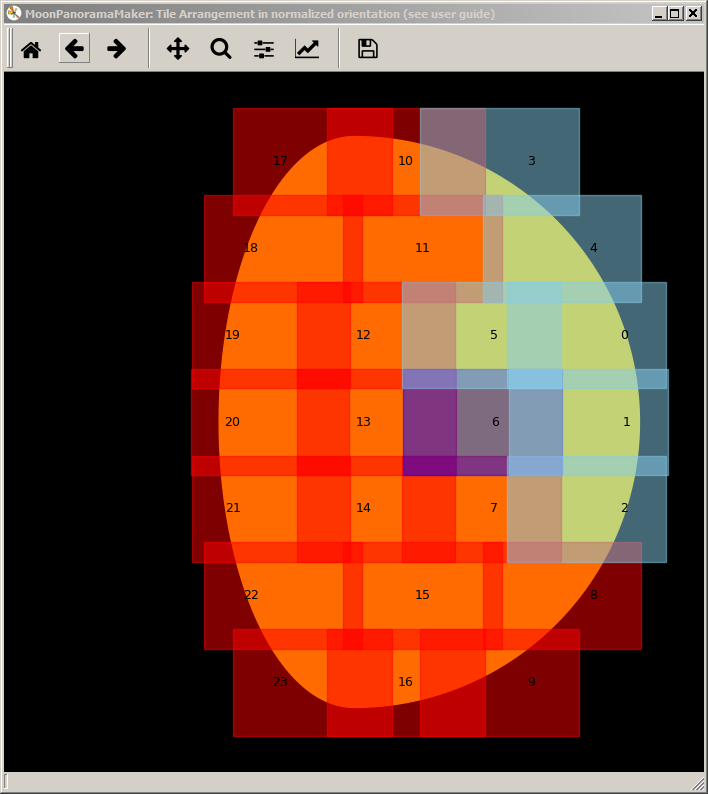 MoonPanoramaMaker: Tile Arrangement in normalized orientation (see user guide)
17 10 3
18 11 4
19 12 5 0
20 13 6 1
21 14 7 2
22 15 8
23 16 9